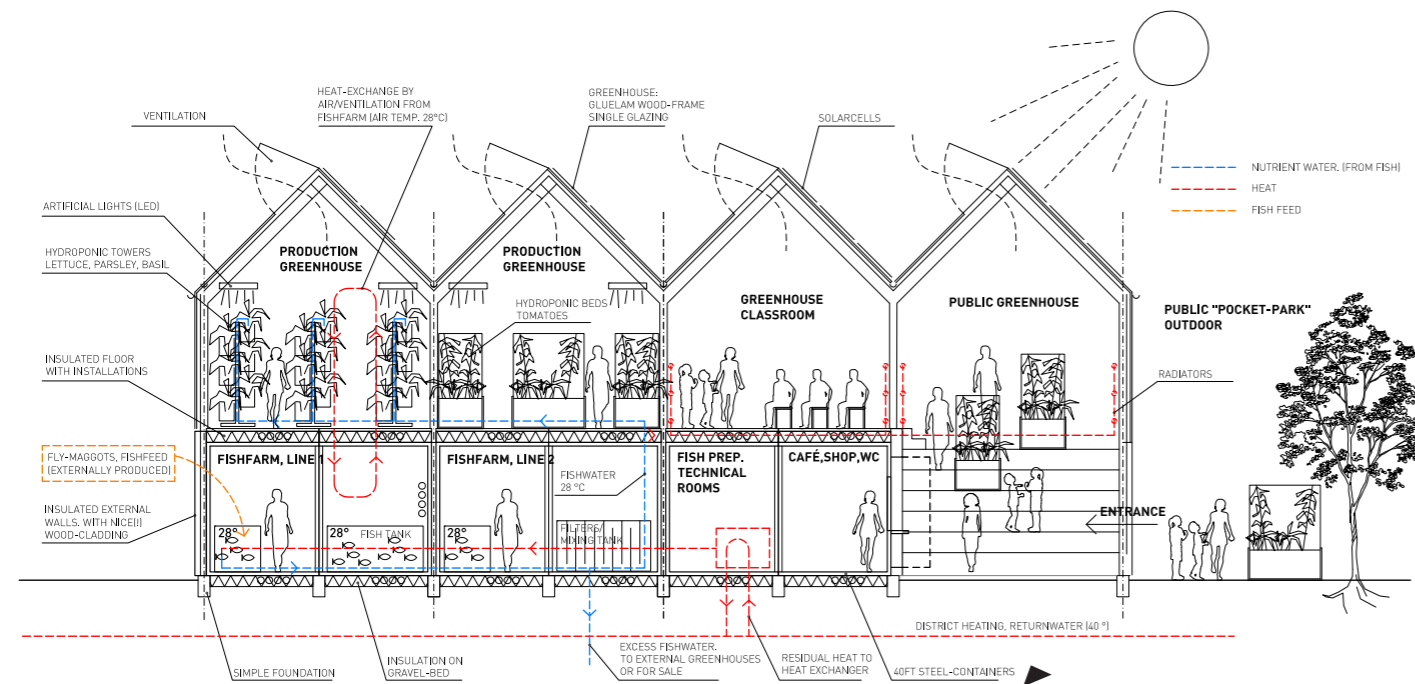 HEAT-EXCHANGE BY
AIR/VENTILATION FROM
FISHFARM (AIR TEMP. 28°C)
GREENHOUSE:
GLUELAM WOOD-FRAME
SINGLE GLAZING
VENTILATION
SOLARCELLS
NUTRIENT WATER. (FROM FISH)
HEAT
FISH FEED
ARTIFICIAL LIGHTS (LED)
HYDROPONIC TOWERS
LETTUCE, PARSLEY, BASIL
PRODUCTION
GREENHOUSE
PRODUCTION
GREENHOUSE
HYDROPONIC BEDS
TOMATOES
GREENHOUSE
CLASSROOM
PUBLIC GREENHOUSE
PUBLIC "POCKET-PARK"
OUTDOOR
INSULATED FLOOR
WITH INSTALLATIONS
RADIATORS
FLY-MAGGOTS, FISHFEED
(EXTERNALLY PRODUCED)
FISHFARM, LINE 1
FISHFARM, LINE 2
FISHWATER
28 °C
FISH PREP.
TECHNICAL
ROOMS
CAFÉ,SHOP,WC
INSULATED EXTERNAL
WALLS. WITH NICE(!)
WOOD-CLADDING
28°
28°
FISH TANK
28°
FILTERS/
MIXING TANK
ENTRANCE
DISTRICT HEATING, RETURNWATER (40 °)
SIMPLE FOUNDATION
INSULATION ON
GRAVEL-BED
EXCESS FISHWATER.
TO EXTERNAL GREENHOUSES
OR FOR SALE
RESIDUAL HEAT TO
HEAT EXCHANGER
40FT STEEL-CONTAINERS